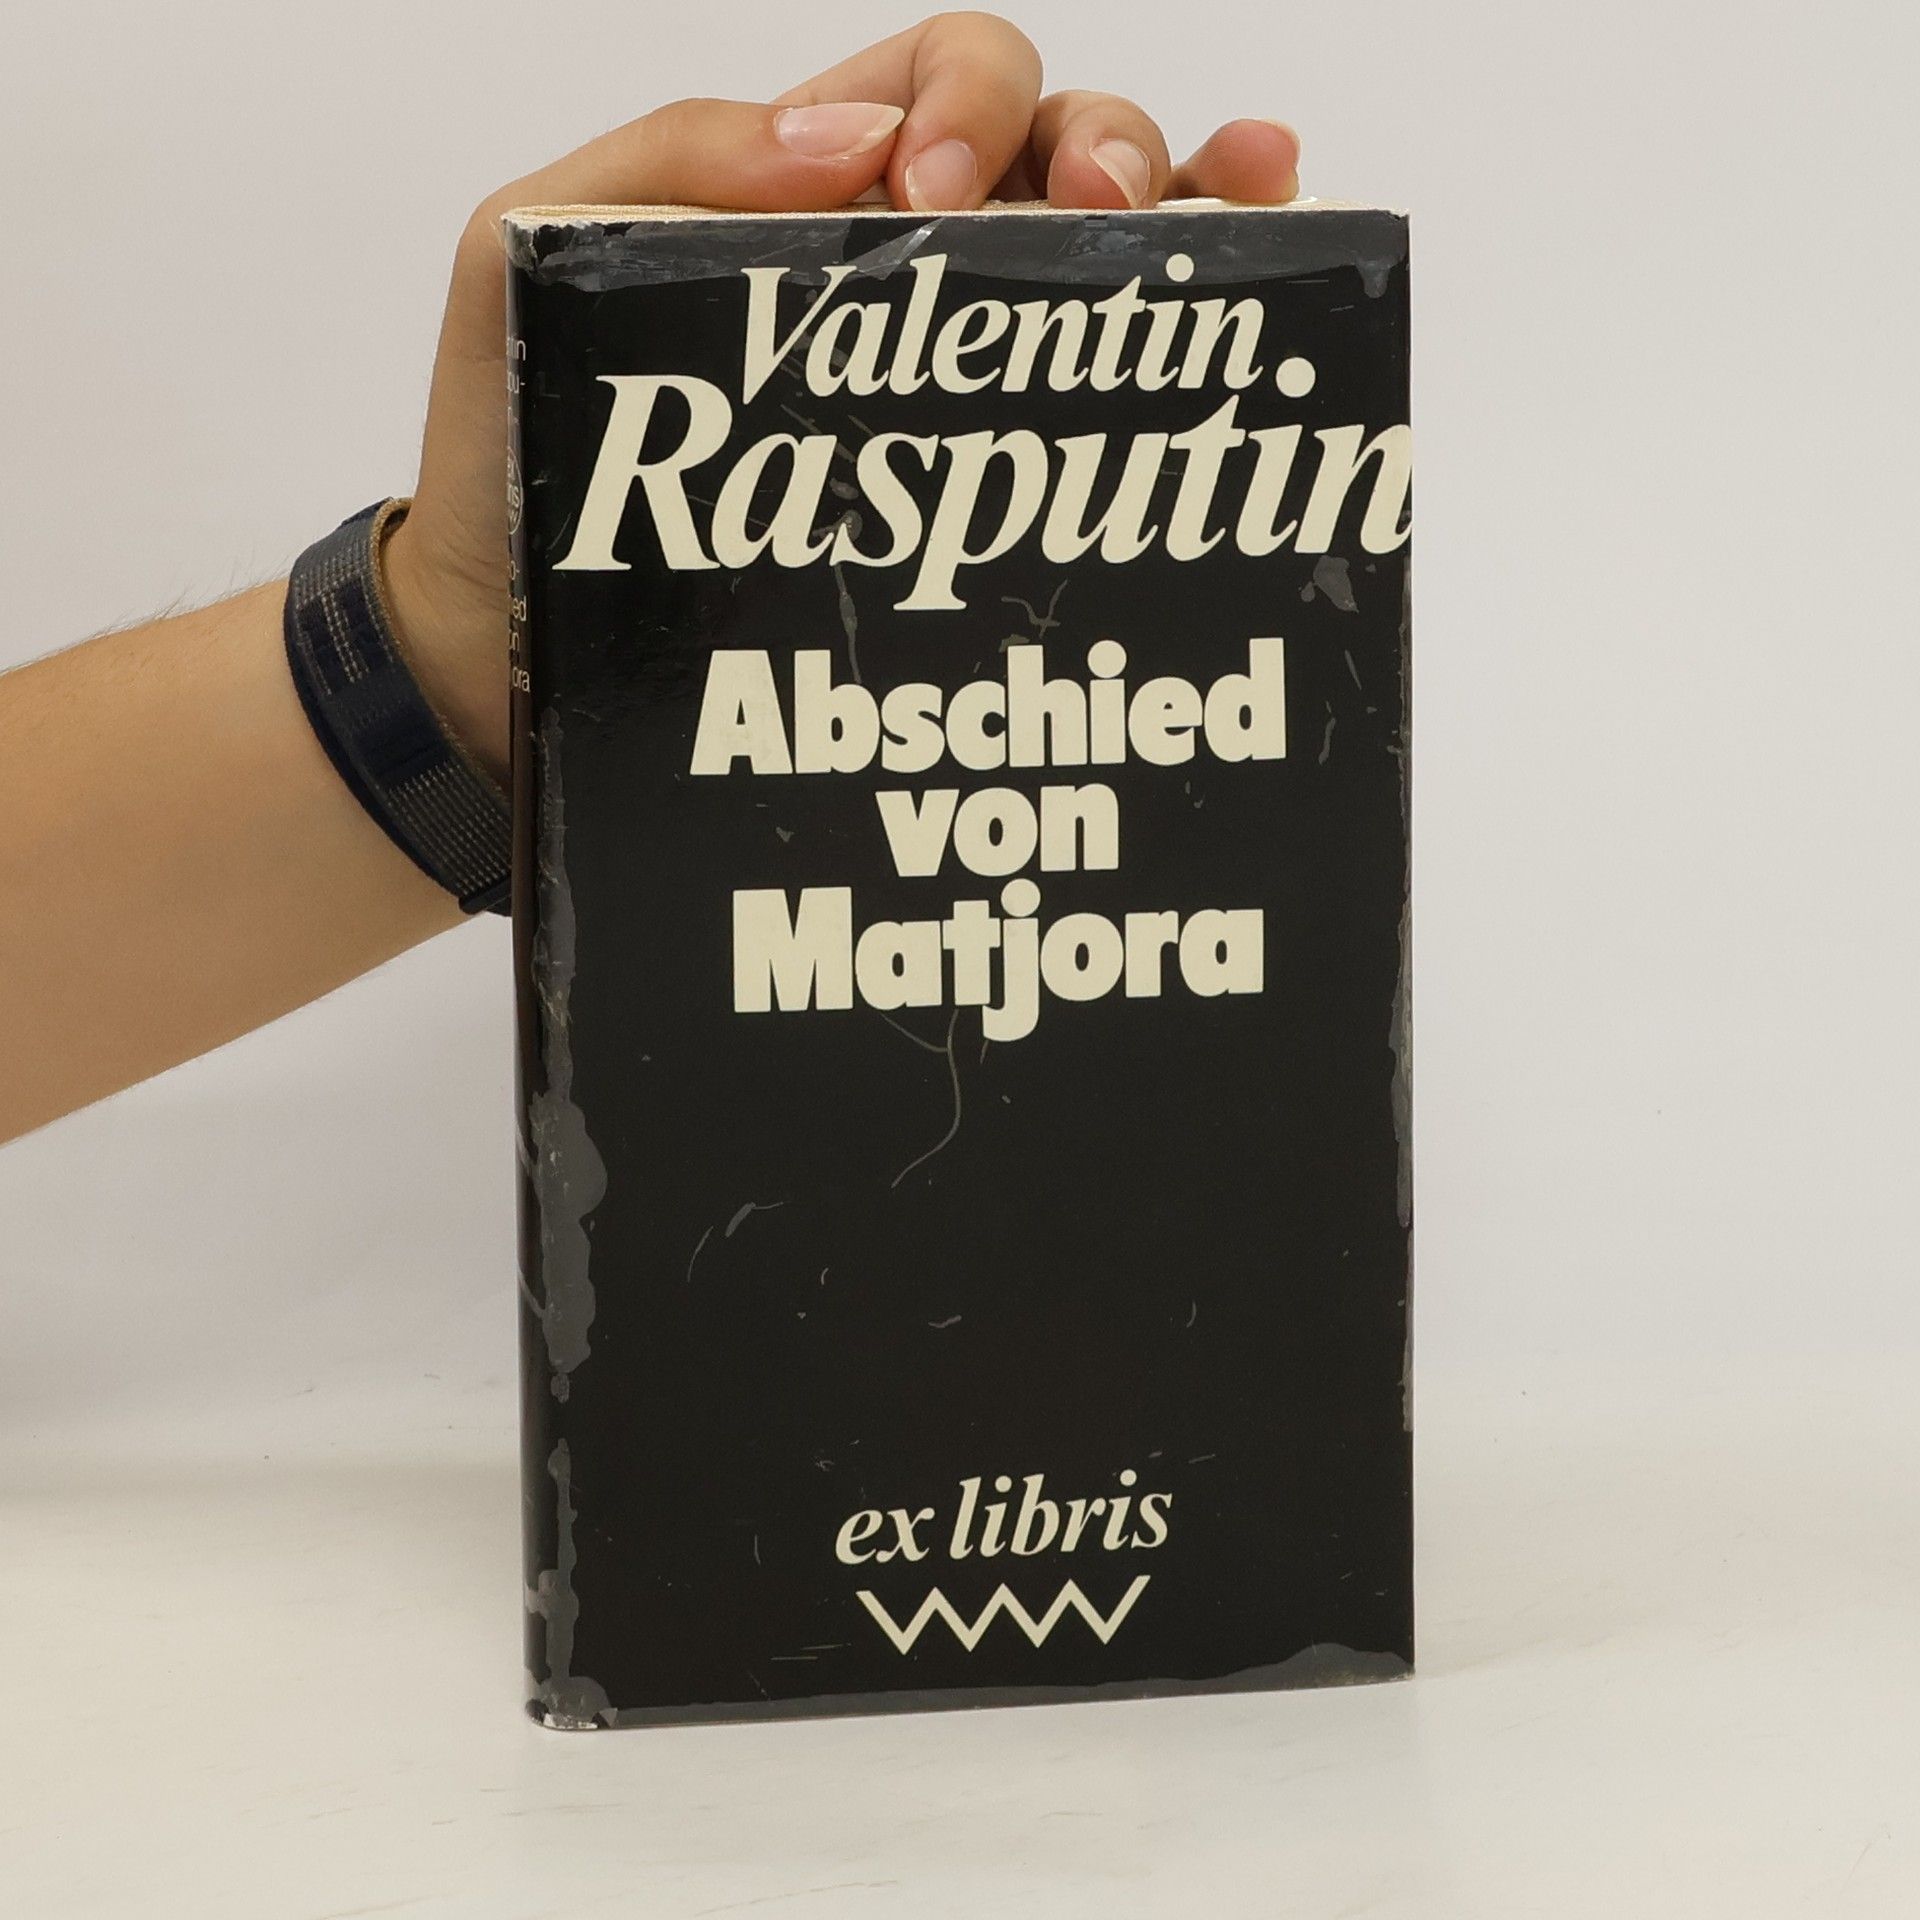 Valentin
Rasputin
Abschied
von
Matjora
ex libris